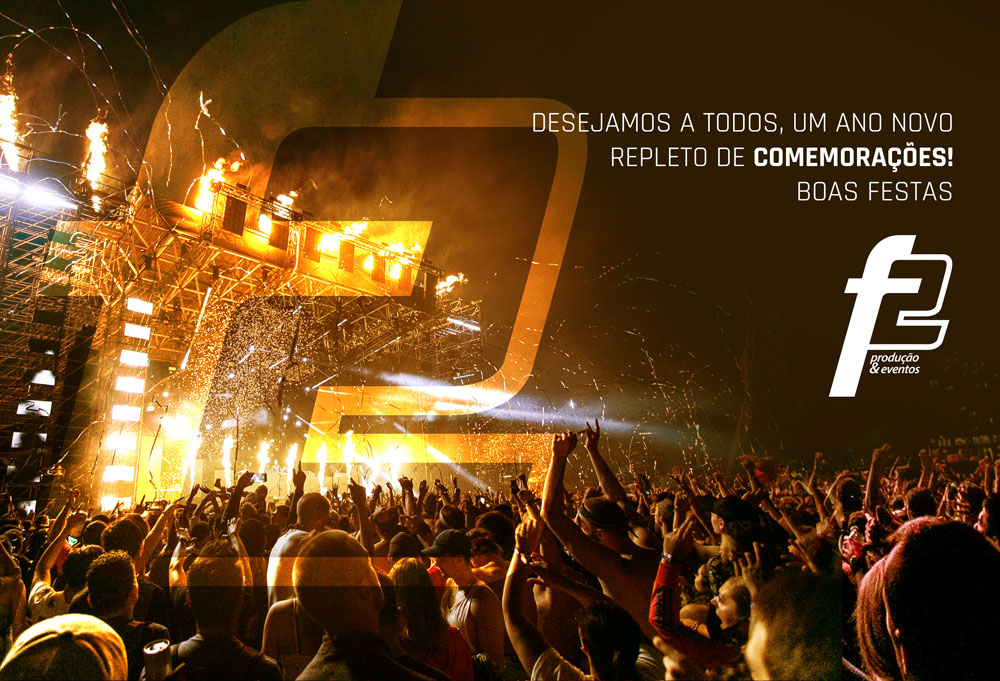 DESEJAMOS A TODOS, UM ANO NOVO
REPLETO DE COMEMORAÇÕES!
BOAS FESTAS
f2
produção
& eventos